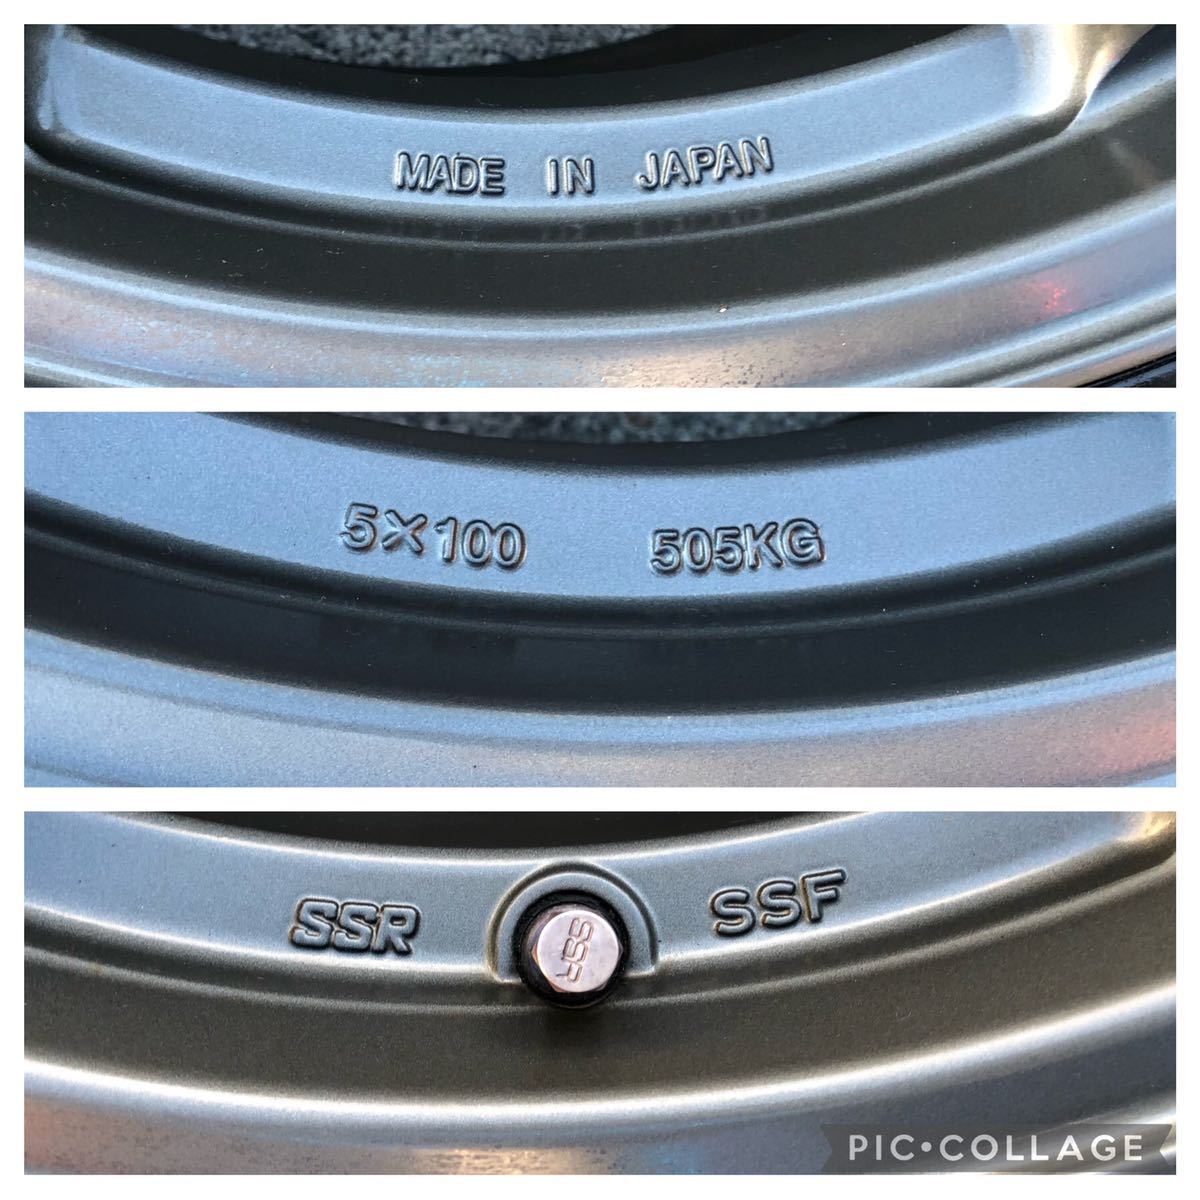 MADE IN JAPAN
5×100 505KG
SSR SSR SSF
PIC•COLLAGE